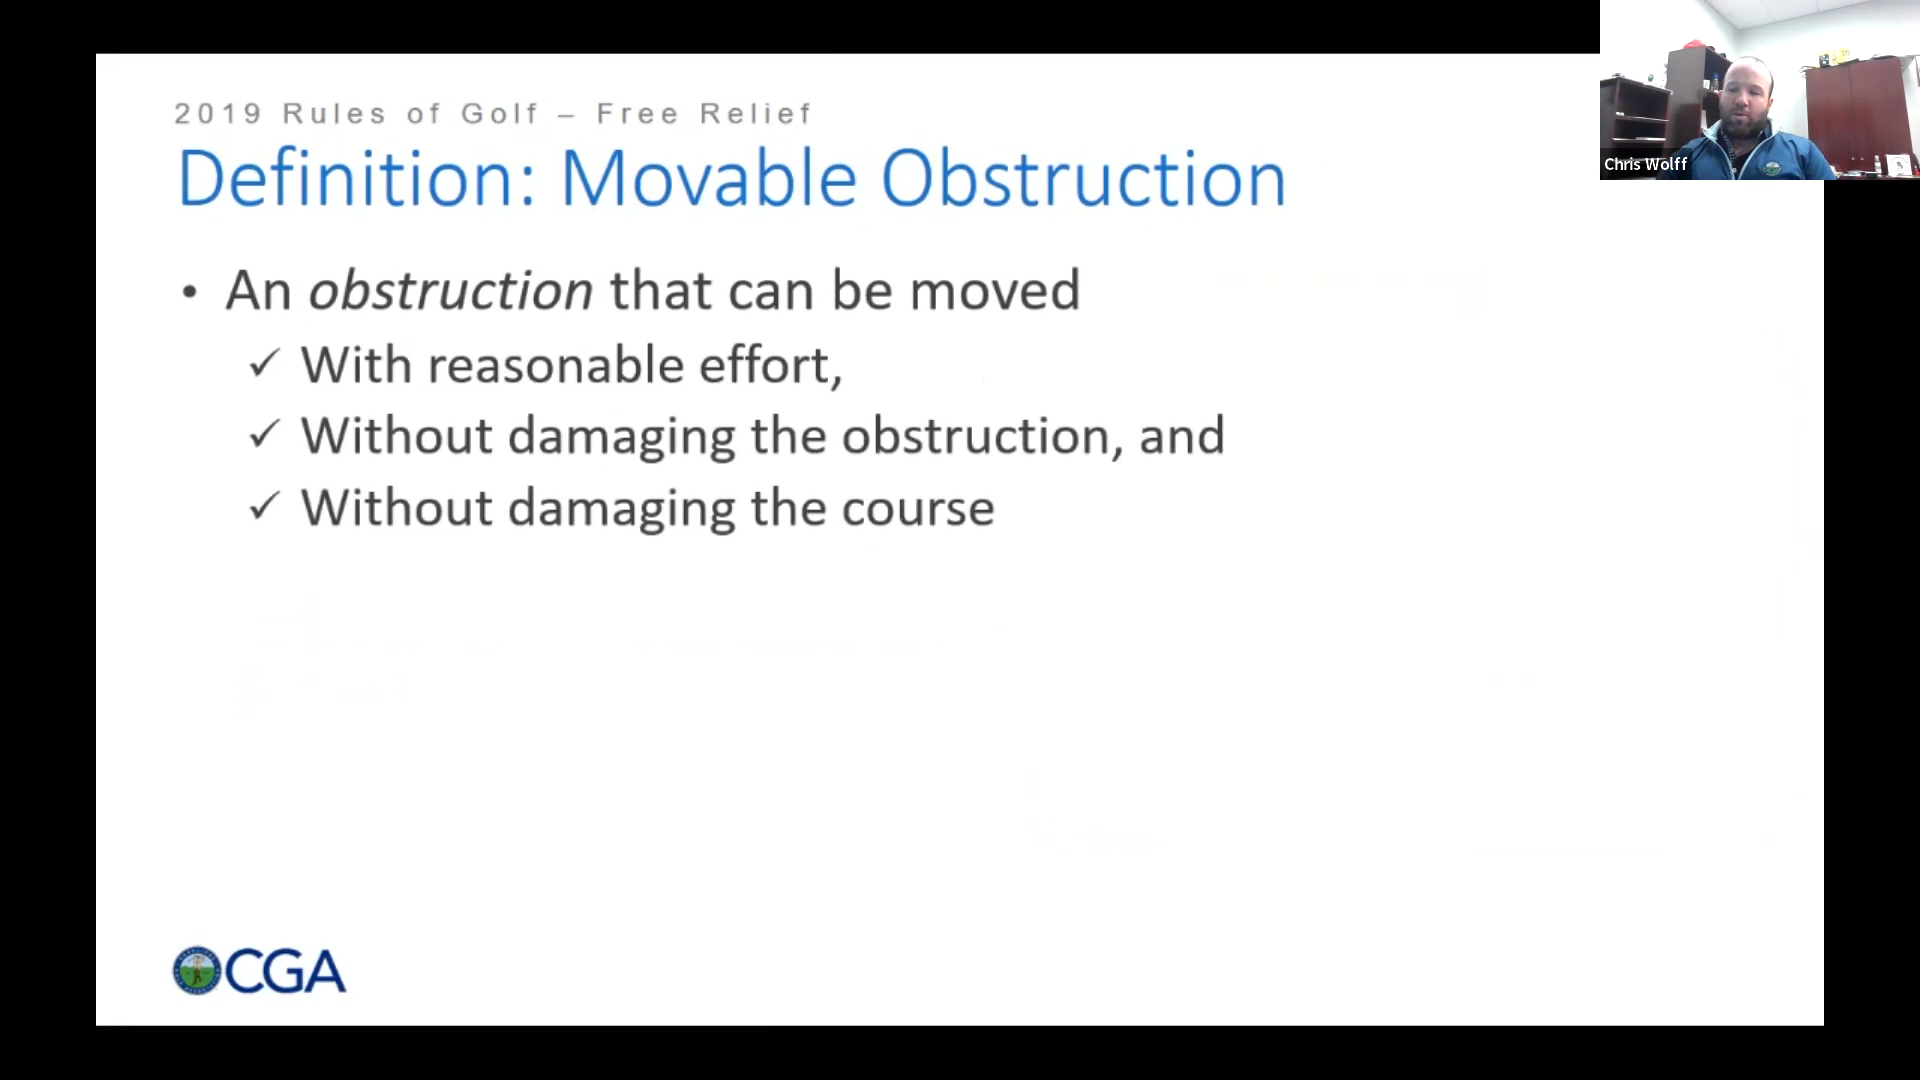 2019 Rules of Golf – Free Relief
Definition: Movable Obstruction
• An obstruction that can be moved
✓ With reasonable effort,
✓ Without damaging the obstruction, and
✓ Without damaging the course
CGA
Chris Wolff